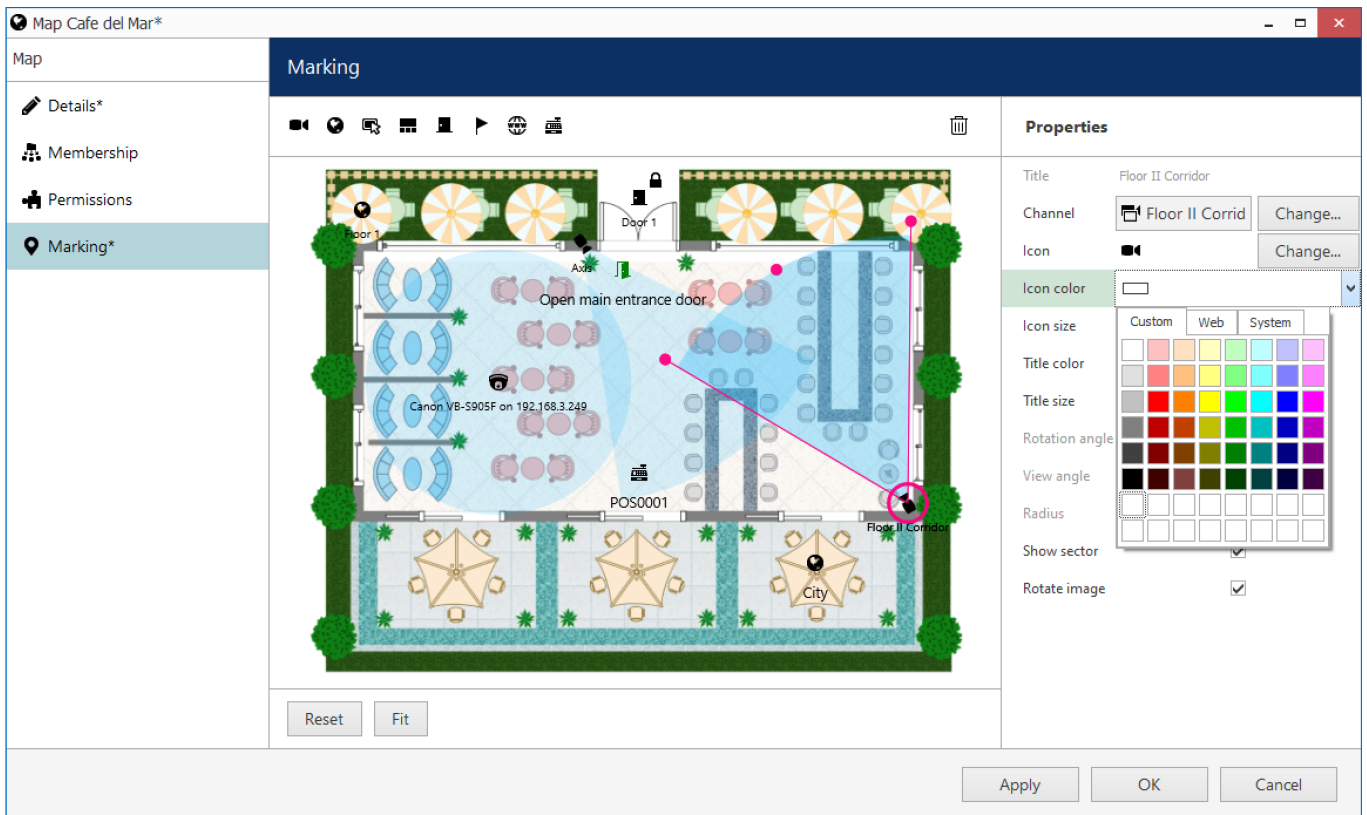 Map Cafe del Mar*
Map
Details*
Membership
Permissions
Marking*
Marking
www
Floor 1
Door 1
Axis
Open main entrance door
Canon VB-S905F on 192.168.3.249
POS0001
Floor II Corridor
City
Reset
Fit
Properties
Title Floor II Corridor
Channel Floor II Corrid Change...
Icon Change...
Icon color
Custom Web System
Icon size
Title color
Title size
Rotation angle
View angle
Radius
Show sector
Rotate image
Apply
OK
Cancel